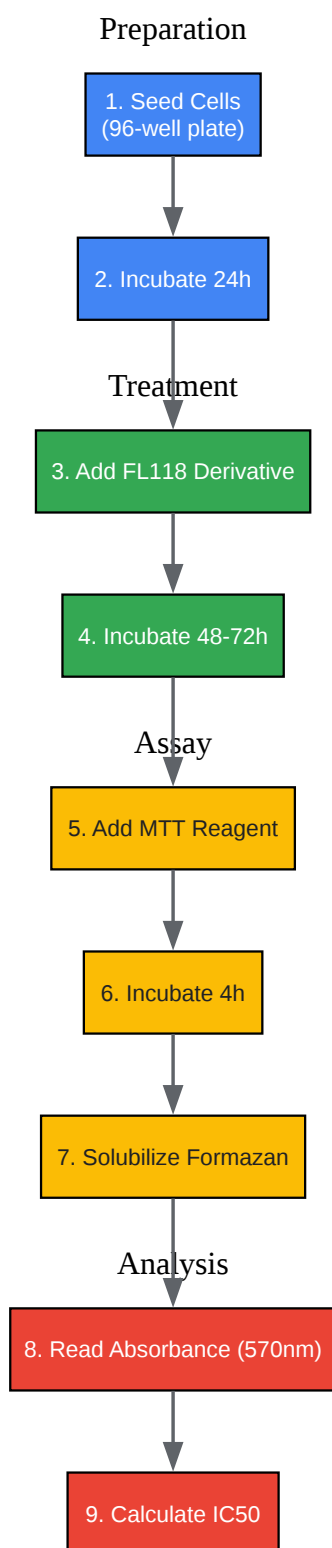 Preparation
1. Seed Cells
(96-well plate)
2. Incubate 24h
Treatment
3. Add FL118 Derivative
4. Incubate 48-72h
Assay
5. Add MTT Reagent
6. Incubate 4h
7. Solubilize Formazan
Analysis
8. Read Absorbance (570nm)
9. Calculate IC50